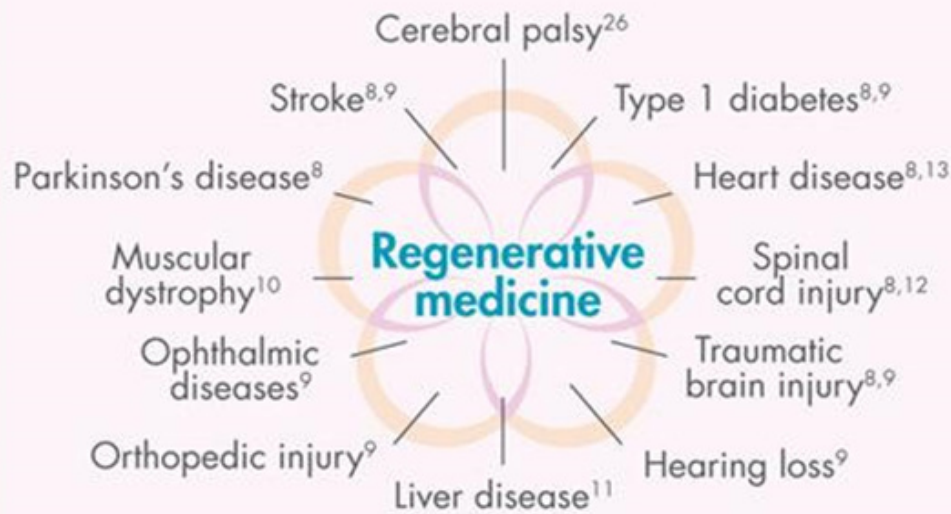 Cerebral palsy²⁶
Stroke⁸,⁹
Type 1 diabetes⁸,⁹
Parkinson's disease⁸
Heart disease⁸,¹³
Regenerative
medicine
Muscular
dystrophy¹⁰
Spinal
cord injury⁸,¹²
Ophthalmic
diseases⁹
Traumatic
brain injury⁸,⁹
Orthopedic injury⁹
Hearing loss⁹
Liver disease¹¹